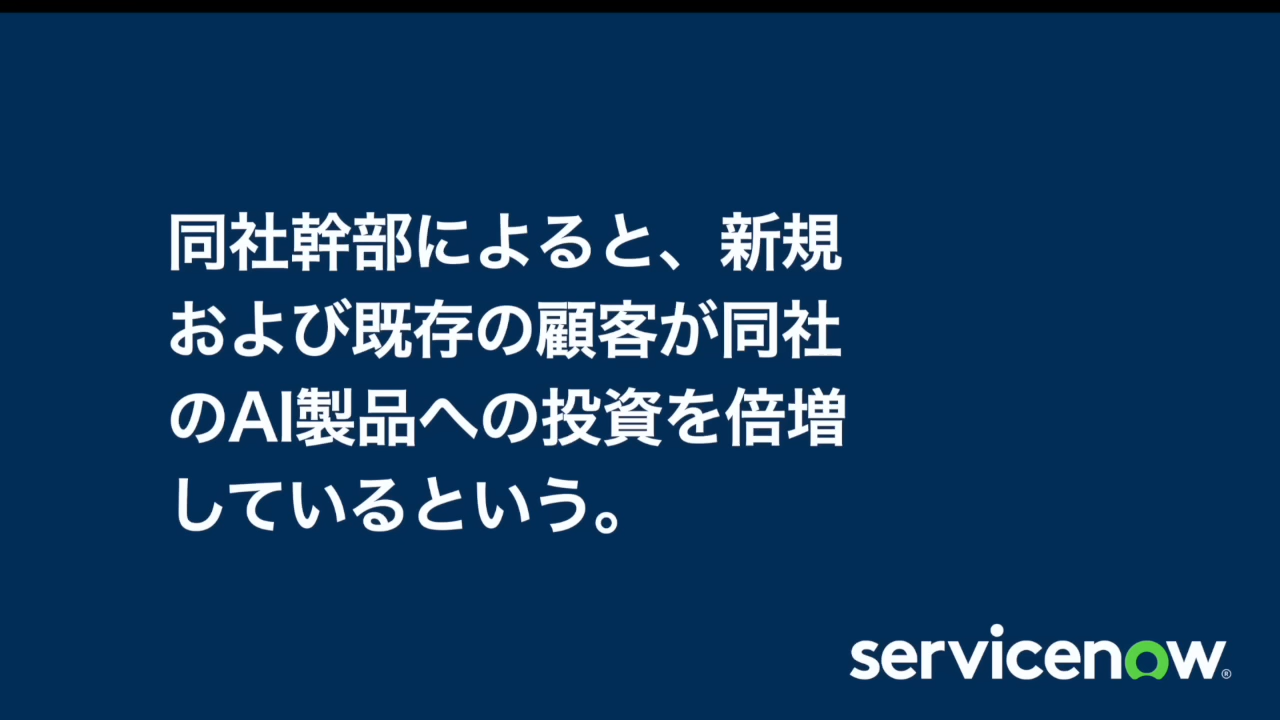 同社幹部によると、新規
および既存の顧客が同社
のAI製品への投資を倍増
しているという。
servicenow®